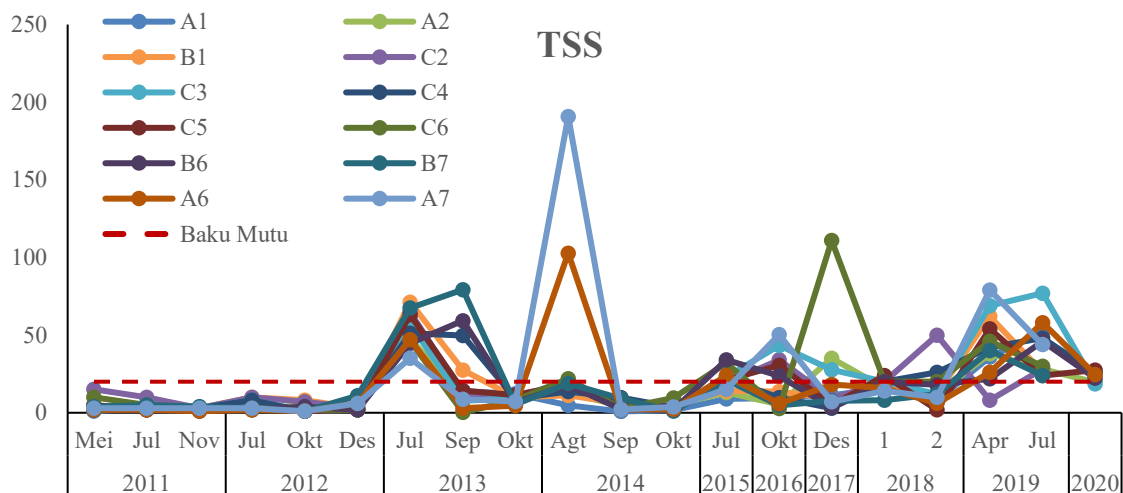 TSS
250
200
150
100
50
0
A1 A2
B1 C2
C3 C4
C5 C6
B6 B7
A6 A7
Baku Mutu
Mei Jul Nov Jul Okt Des Jul Sep Okt Agt Sep Okt Jul Okt Des 1 2 Apr Jul
2011 2012 2013 2014 2015 2016 2017 2018 2019 2020